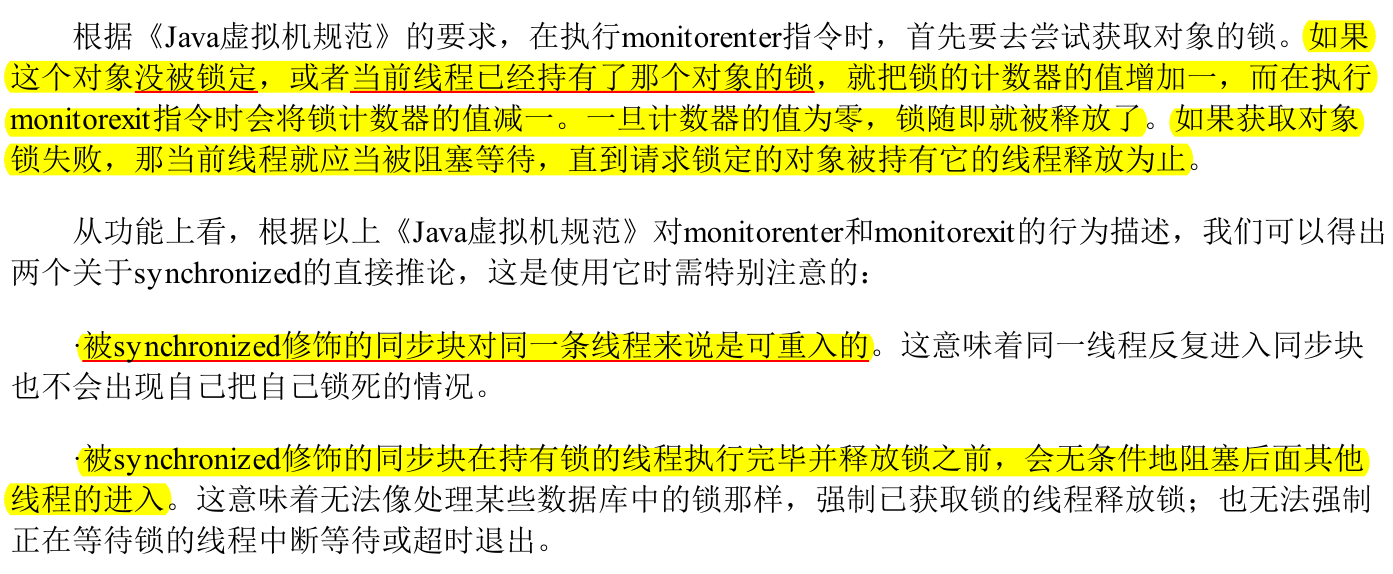 根据《Java虚拟机规范》的要求，在执行monitorenter指令时，首先要去尝试获取对象的锁。如果
这个对象没被锁定，或者当前线程已经持有了那个对象的锁，就把锁的计数器的值增加一，而在执行
monitorexit指令时会将锁计数器的值减一。一旦计数器的值为零，锁随即就被释放了。如果获取对象
锁失败，那当前线程就应当被阻塞等待，直到请求锁定的对象被持有它的线程释放为止。
从功能上看，根据以上《Java虚拟机规范》对monitorenter和monitorexit的行为描述，我们可以得出
两个关于synchronized的直接推论，这是使用它时需特别注意的：
·被synchronized修饰的同步块对同一条线程来说是可重入的。这意味着同一线程反复进入同步块
也不会出现自己把自己锁死的情况。
·被synchronized修饰的同步块在持有锁的线程执行完毕并释放锁之前，会无条件地阻塞后面其他
线程的进入。这意味着无法像处理某些数据库中的锁那样，强制已获取锁的线程释放锁；也无法强制
正在等待锁的线程中断等待或超时退出。